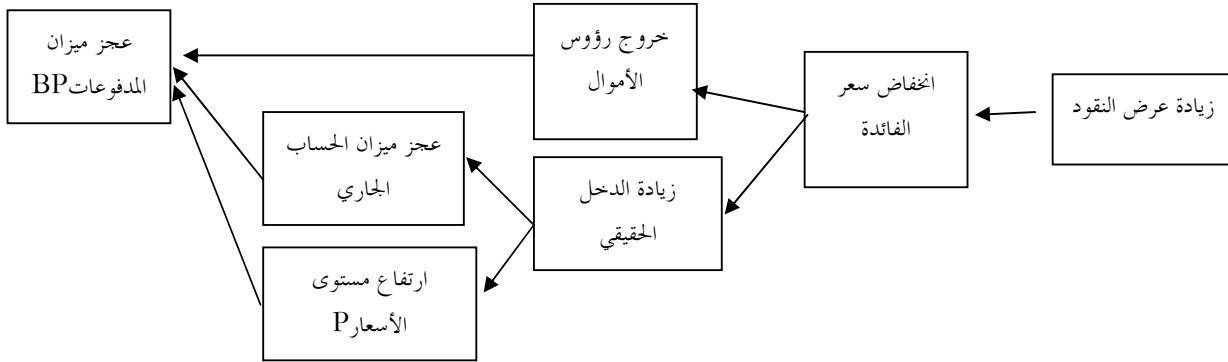 زيادة عرض النقود
انخفاض سعر
الفائدة
خروج رؤوس
الأموال
زيادة الدخل
الحقيقي
عجز ميزان الحساب
الجاري
ارتفاع مستوى
الأسعارP
عجز ميزان
المدفوعاتBP